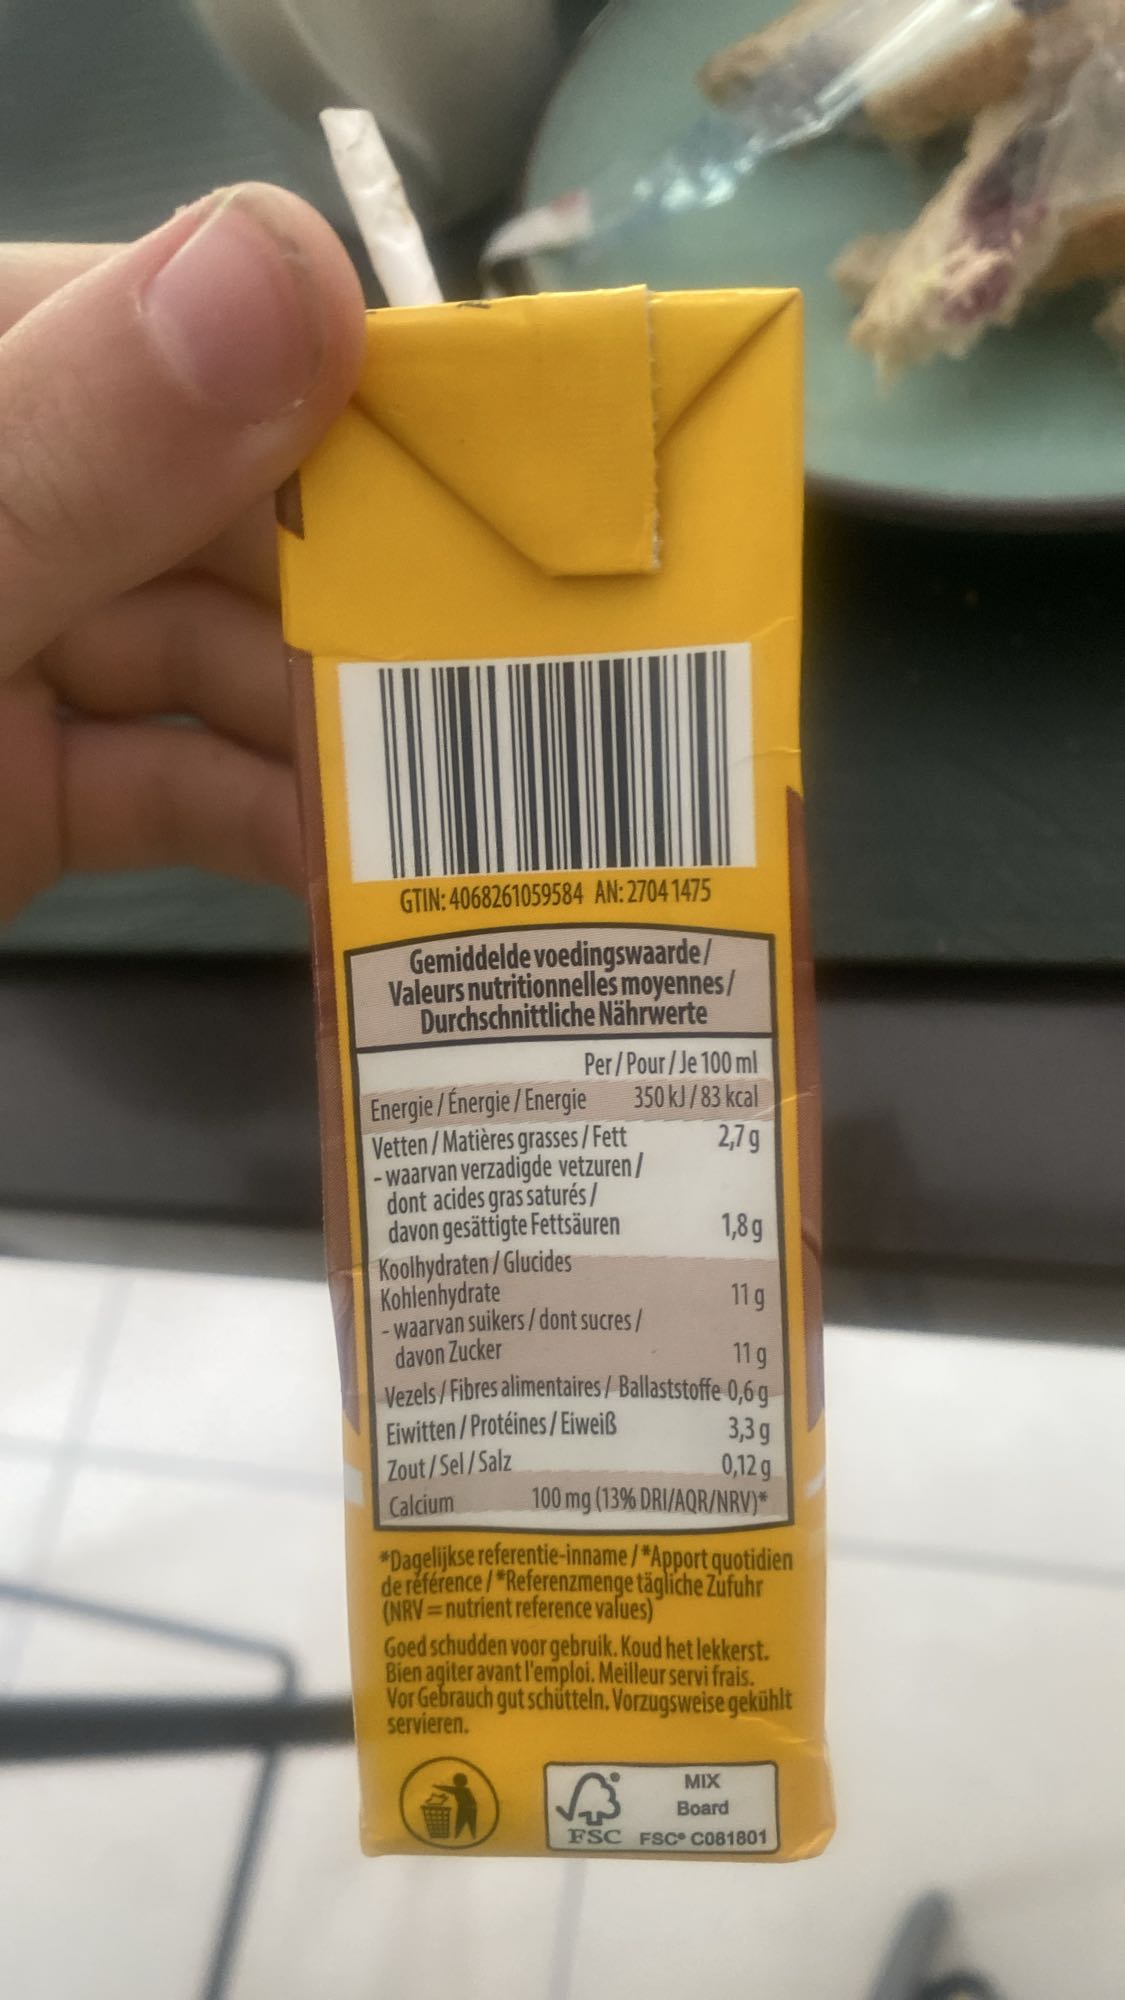 GTIN: 4068261059584 AN: 2704 1475
Gemiddelde voedingswaarde /
Valeurs nutritionnelles moyennes /
Durchschnittliche Nährwerte
Per / Pour / Je 100 ml
Energie / Énergie / Energie 350 kJ / 83 kcal
Vetten / Matières grasses / Fett 2,7 g
- waarvan verzadigde vetzuren /
dont acides gras saturés /
davon gesättigte Fettsäuren 1,8 g
Koolhydraten / Glucides
Kohlenhydrate 11 g
- waarvan suikers / dont sucres /
davon Zucker 11 g
Vezels / Fibres alimentaires / Ballaststoffe 0,6 g
Eiwitten / Protéines / Eiweiß 3,3 g
Zout / Sel / Salz 0,12 g
Calcium 100 mg (13% DRI/AQR/NRV)*
*Dagelijkse referentie-inname / *Apport quotidien
de référence / *Referenzmenge tägliche Zufuhr
(NRV = nutrient reference values)
Goed schudden voor gebruik. Koud het lekkerst.
Bien agiter avant l'emploi. Meilleur servi frais.
Vor Gebrauch gut schütteln. Vorzugsweise gekühlt
servieren.
MIX
Board
FSC FSC® C081801